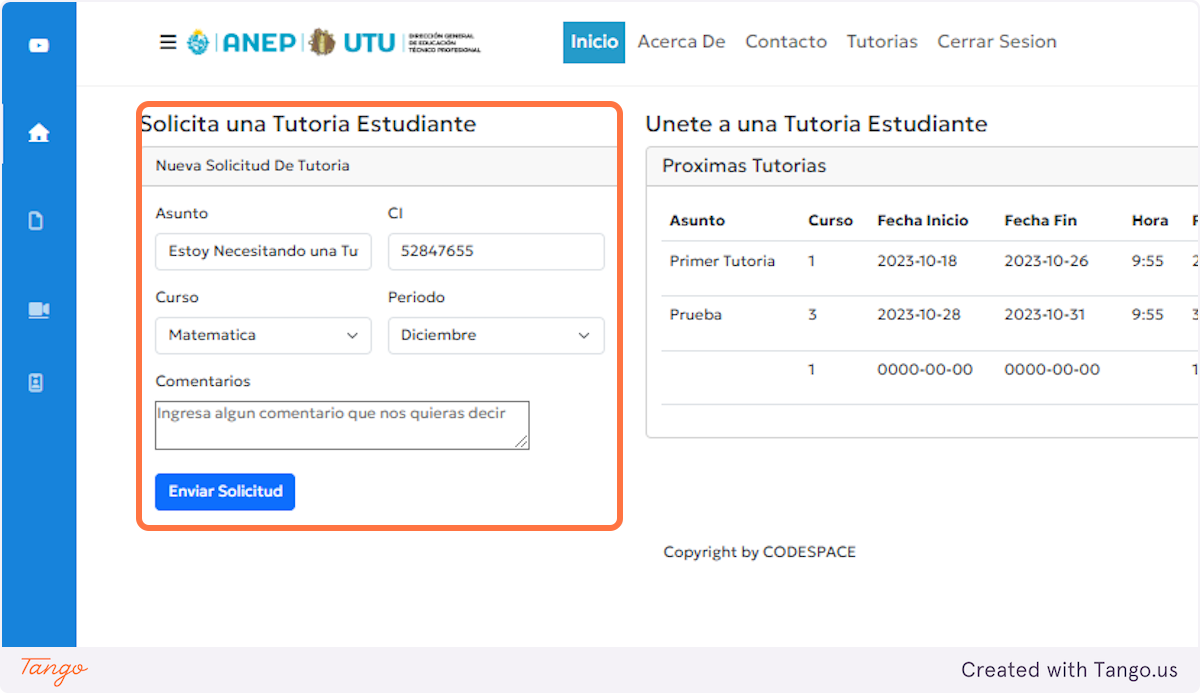 ANEP UTU DIRECCIÓN GENERAL
DE EDUCACIÓN
TÉCNICO PROFESIONAL
Inicio Acerca De Contacto Tutorias Cerrar Sesion
Solicita una Tutoria Estudiante
Nueva Solicitud De Tutoria
Asunto CI
Estoy Necesitando una Tu 52847655
Curso Periodo
Matematica Diciembre
Comentarios
Ingresa algun comentario que nos quieras decir
Enviar Solicitud
Unete a una Tutoria Estudiante
Proximas Tutorias
Asunto Curso Fecha Inicio Fecha Fin Hora
Primer Tutoria 1 2023-10-18 2023-10-26 9:55
Prueba 3 2023-10-28 2023-10-31 9:55
1 0000-00-00 0000-00-00
Copyright by CODESPACE
Tango Created with Tango.us